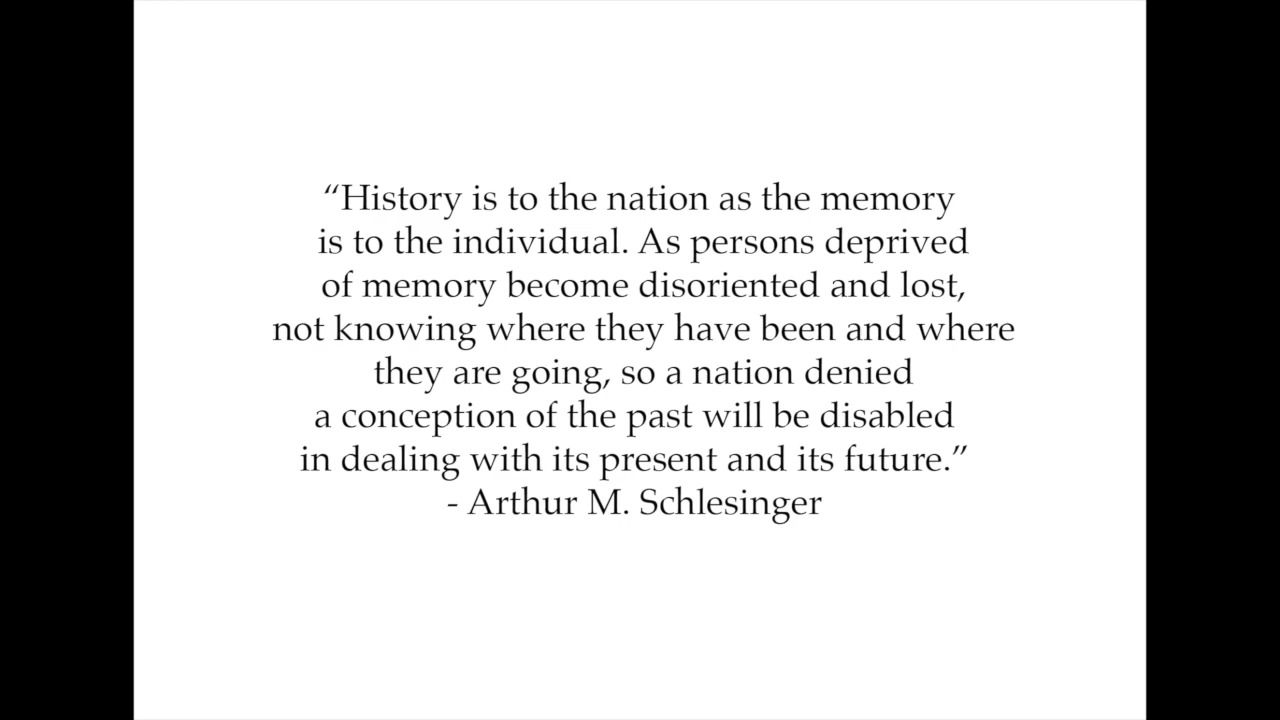 “History is to the nation as the memory
is to the individual. As persons deprived
of memory become disoriented and lost,
not knowing where they have been and where
they are going, so a nation denied
a conception of the past will be disabled
in dealing with its present and its future.”
- Arthur M. Schlesinger